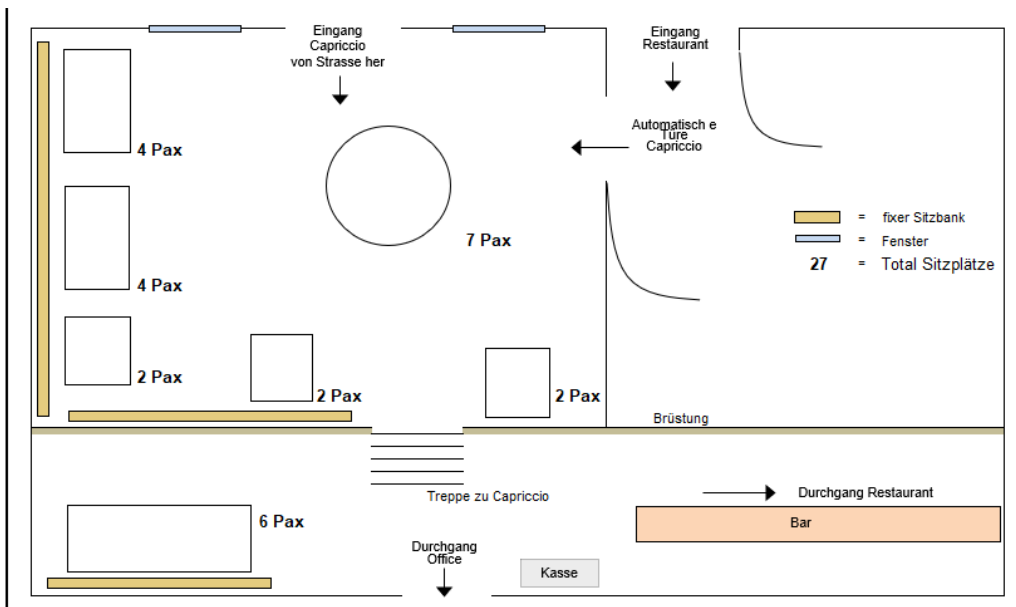 Eingang
Capriccio
von Strasse her
Eingang
Restaurant
Automatisch e
Türe
Capriccio
4 Pax
7 Pax
= fixer Sitzbank
= Fenster
27 = Total Sitzplätze
4 Pax
2 Pax
2 Pax
2 Pax
Brüstung
Treppe zu Capriccio
Durchgang Restaurant
6 Pax
Bar
Durchgang
Office
Kasse